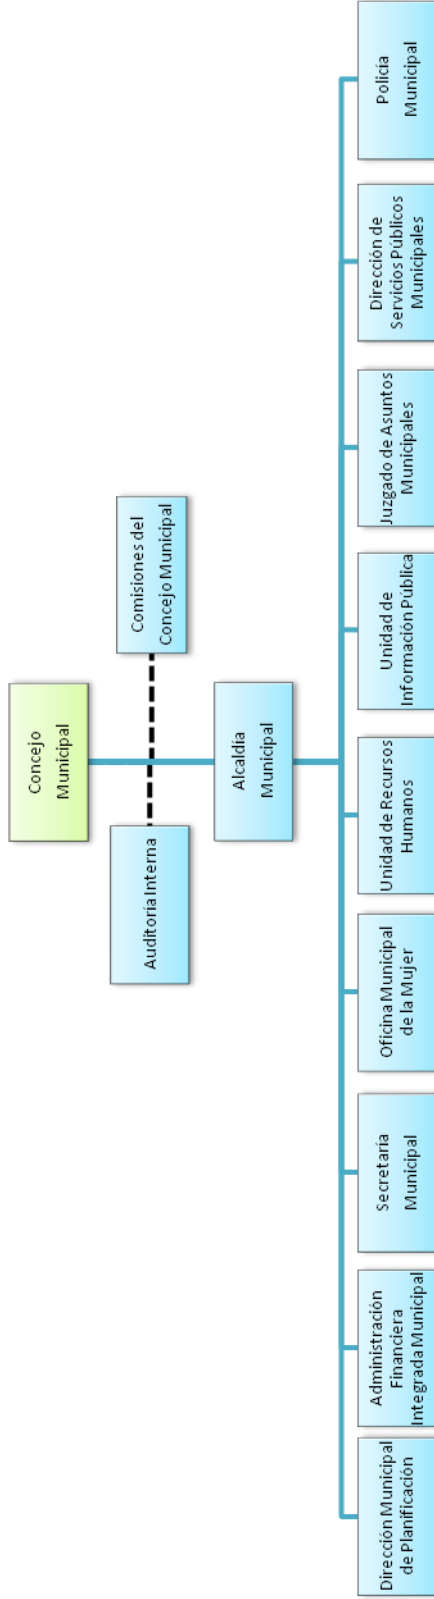 Concejo
Municipal
Auditoría Interna
Comisiones del
Concejo Municipal
Alcaldía
Municipal
Dirección Municipal
de Planificación
Administración
Financiera
Integrada Municipal
Secretaría
Municipal
Oficina Municipal
de la Mujer
Unidad de Recursos
Humanos
Unidad de
Información Pública
Juzgado de Asuntos
Municipales
Dirección de
Servicios Públicos
Municipales
Policía
Municipal